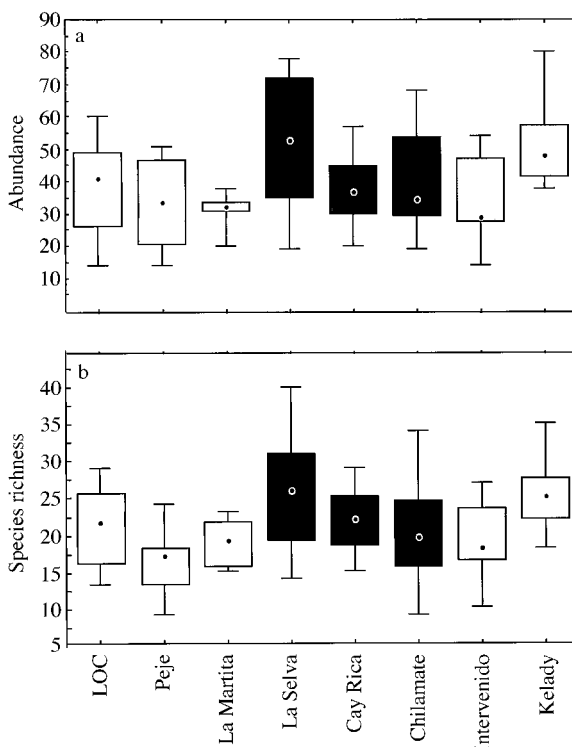 a
Abundance
90
80
70
60
50
40
30
20
10
b
Species richness
40
35
30
25
20
15
10
5
LOC
Peje
La Martita
La Selva
Cay Rica
Chilamate
ntervenido
Kelady